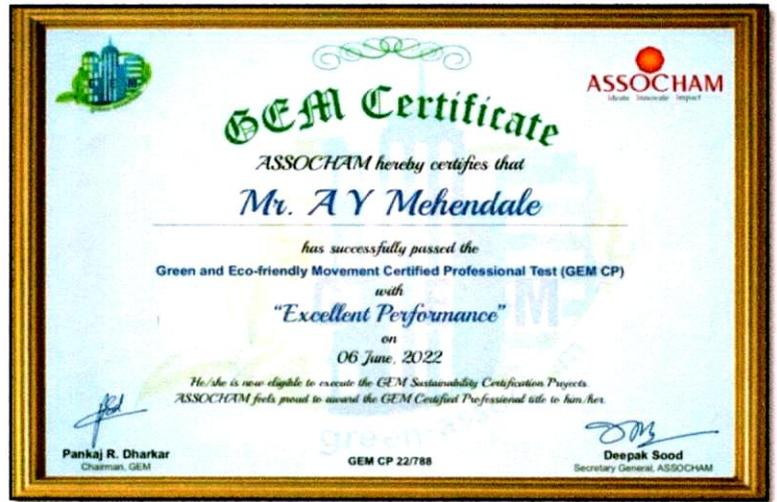 GEM
ASSOCHAM
Ideate Innovate Impact
GEM Certificate
ASSOCHAM hereby certifies that
Mr. A Y Mehendale
has successfully passed the
Green and Eco-friendly Movement Certified Professional Test (GEM CP)
with
"Excellent Performance"
on
06 June, 2022
He/she is now eligible to execute the GEM Sustainability Certification Projects.
ASSOCHAM feels proud to award the GEM Certified Professional title to him/her.
Pankaj R. Dharkar
Chairman, GEM
GEM CP 22/788
Deepak Sood
Secretary General, ASSOCHAM